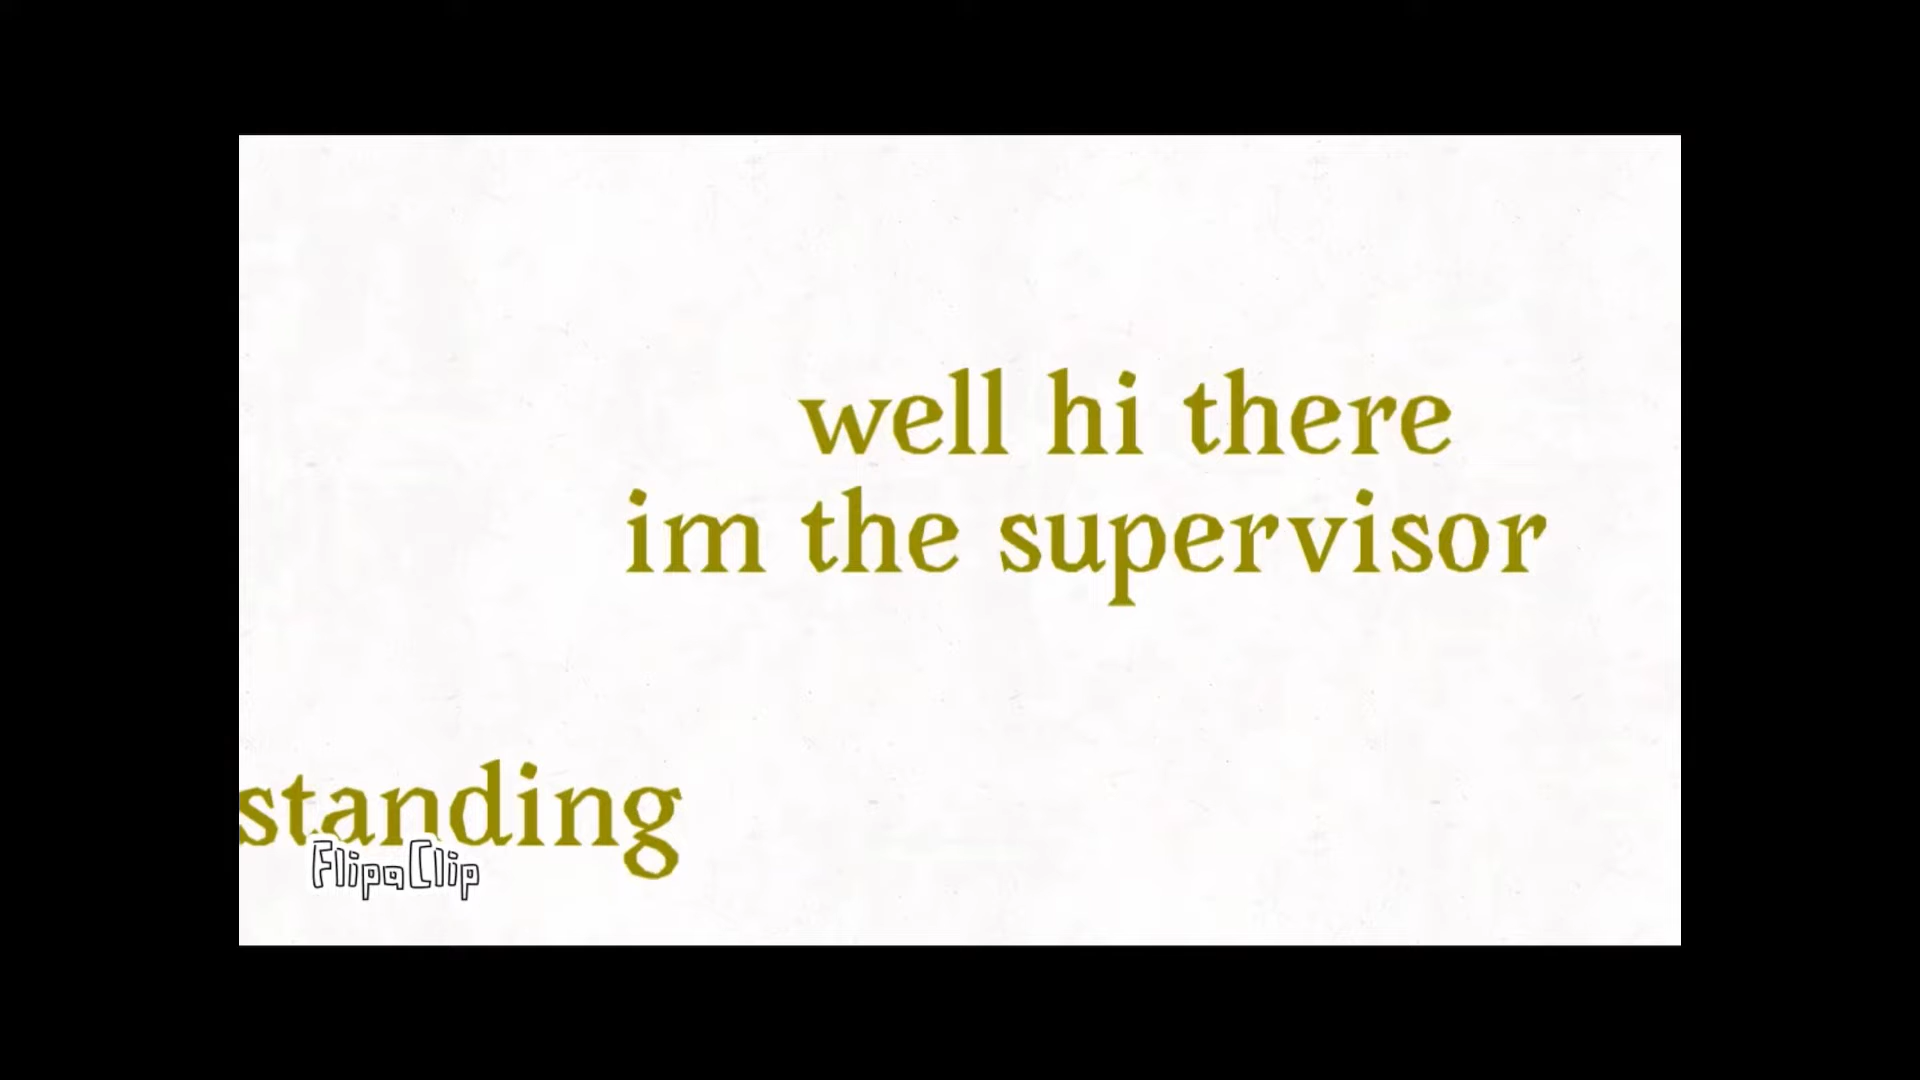 well hi there
im the supervisor
standing
FlipaClip